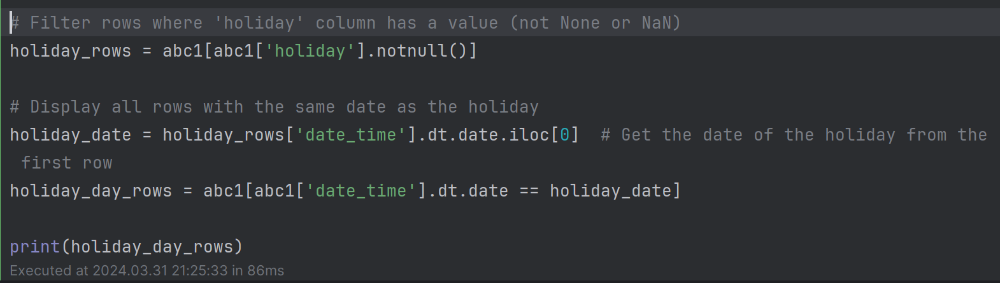 # Filter rows where 'holiday' column has a value (not None or NaN)
holiday_rows = abc1[abc1['holiday'].notnull()]
# Display all rows with the same date as the holiday
holiday_date = holiday_rows['date_time'].dt.date.iloc[0]  # Get the date of the holiday from the
first row
holiday_day_rows = abc1[abc1['date_time'].dt.date == holiday_date]
print(holiday_day_rows)
Executed at 2024.03.31 21:25:33 in 86ms